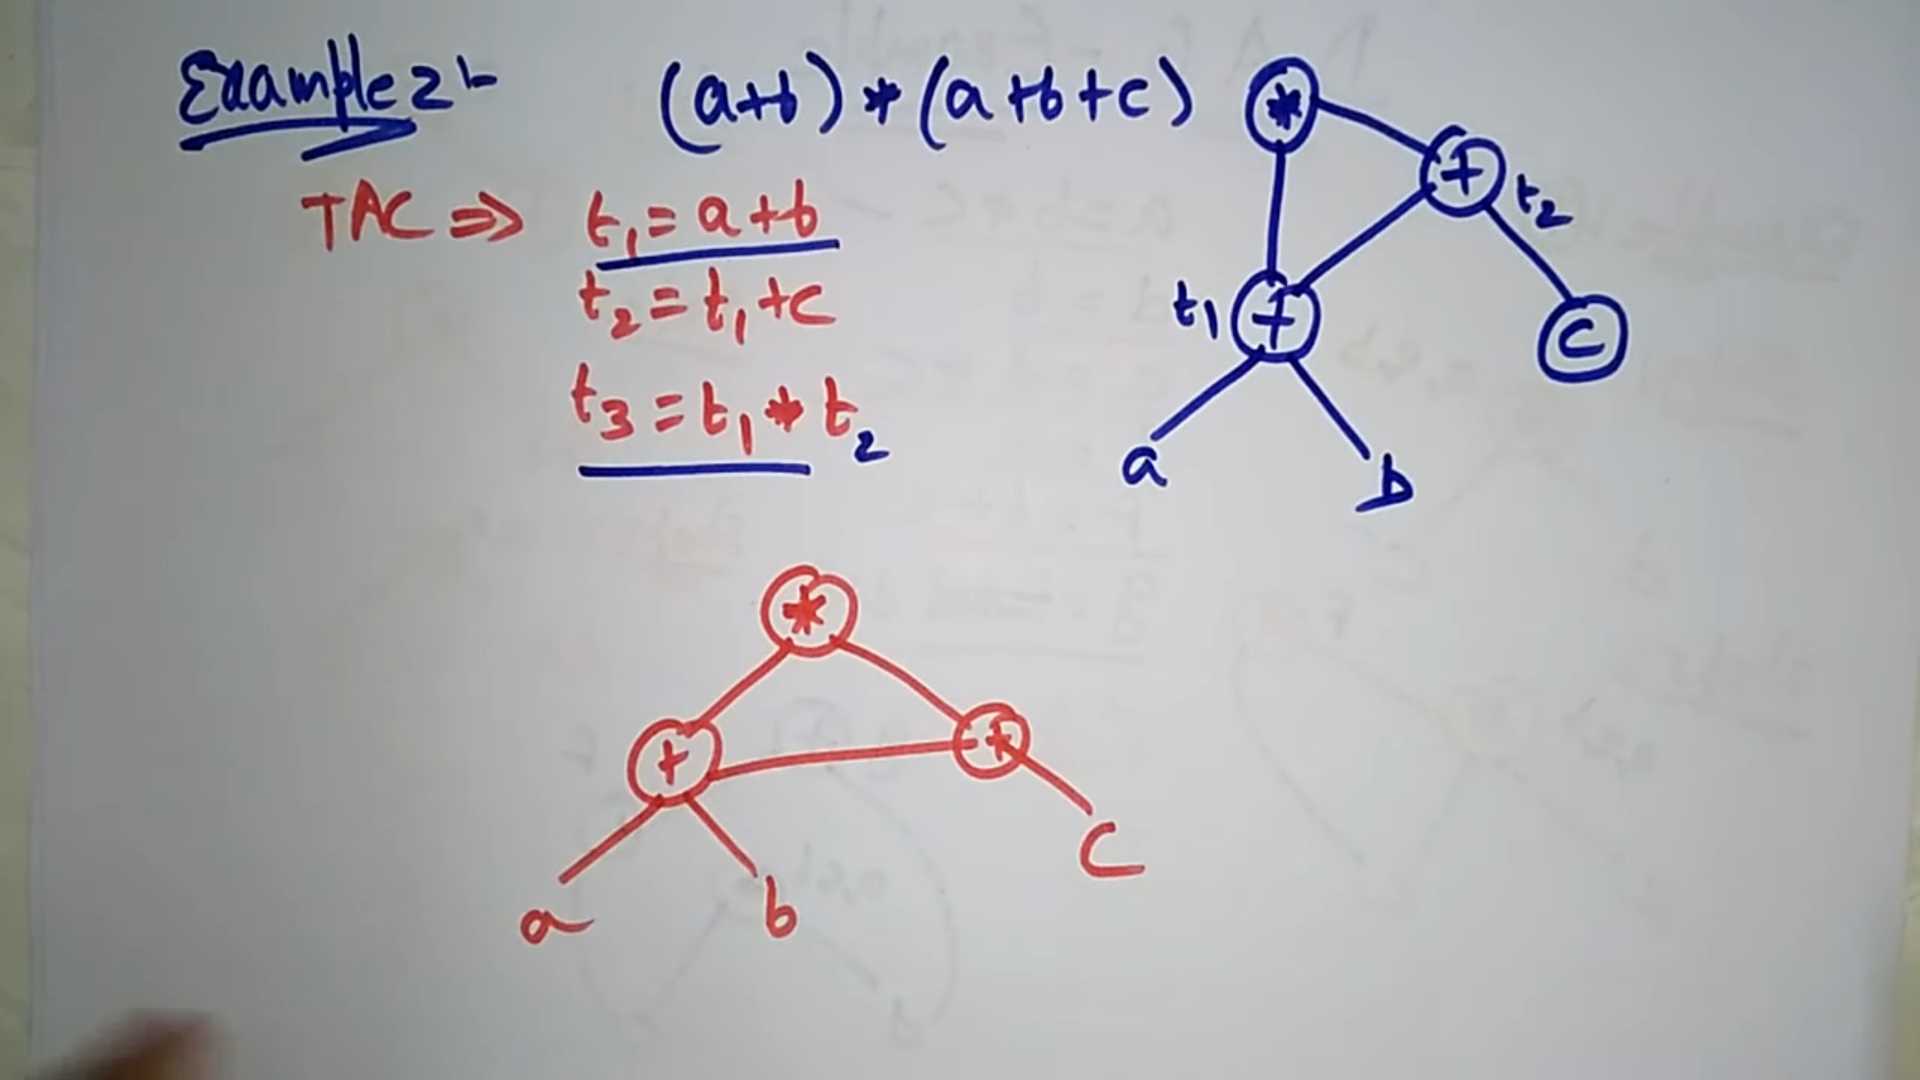 Example 2:-
(a+b) * (a+b+c)
TAC ⇒ t₁ = a+b
t₂ = t₁ + c
t₃ = t₁ * t₂
*
+ t₂
t₁ +
c
a b
*
+ +
c
a b